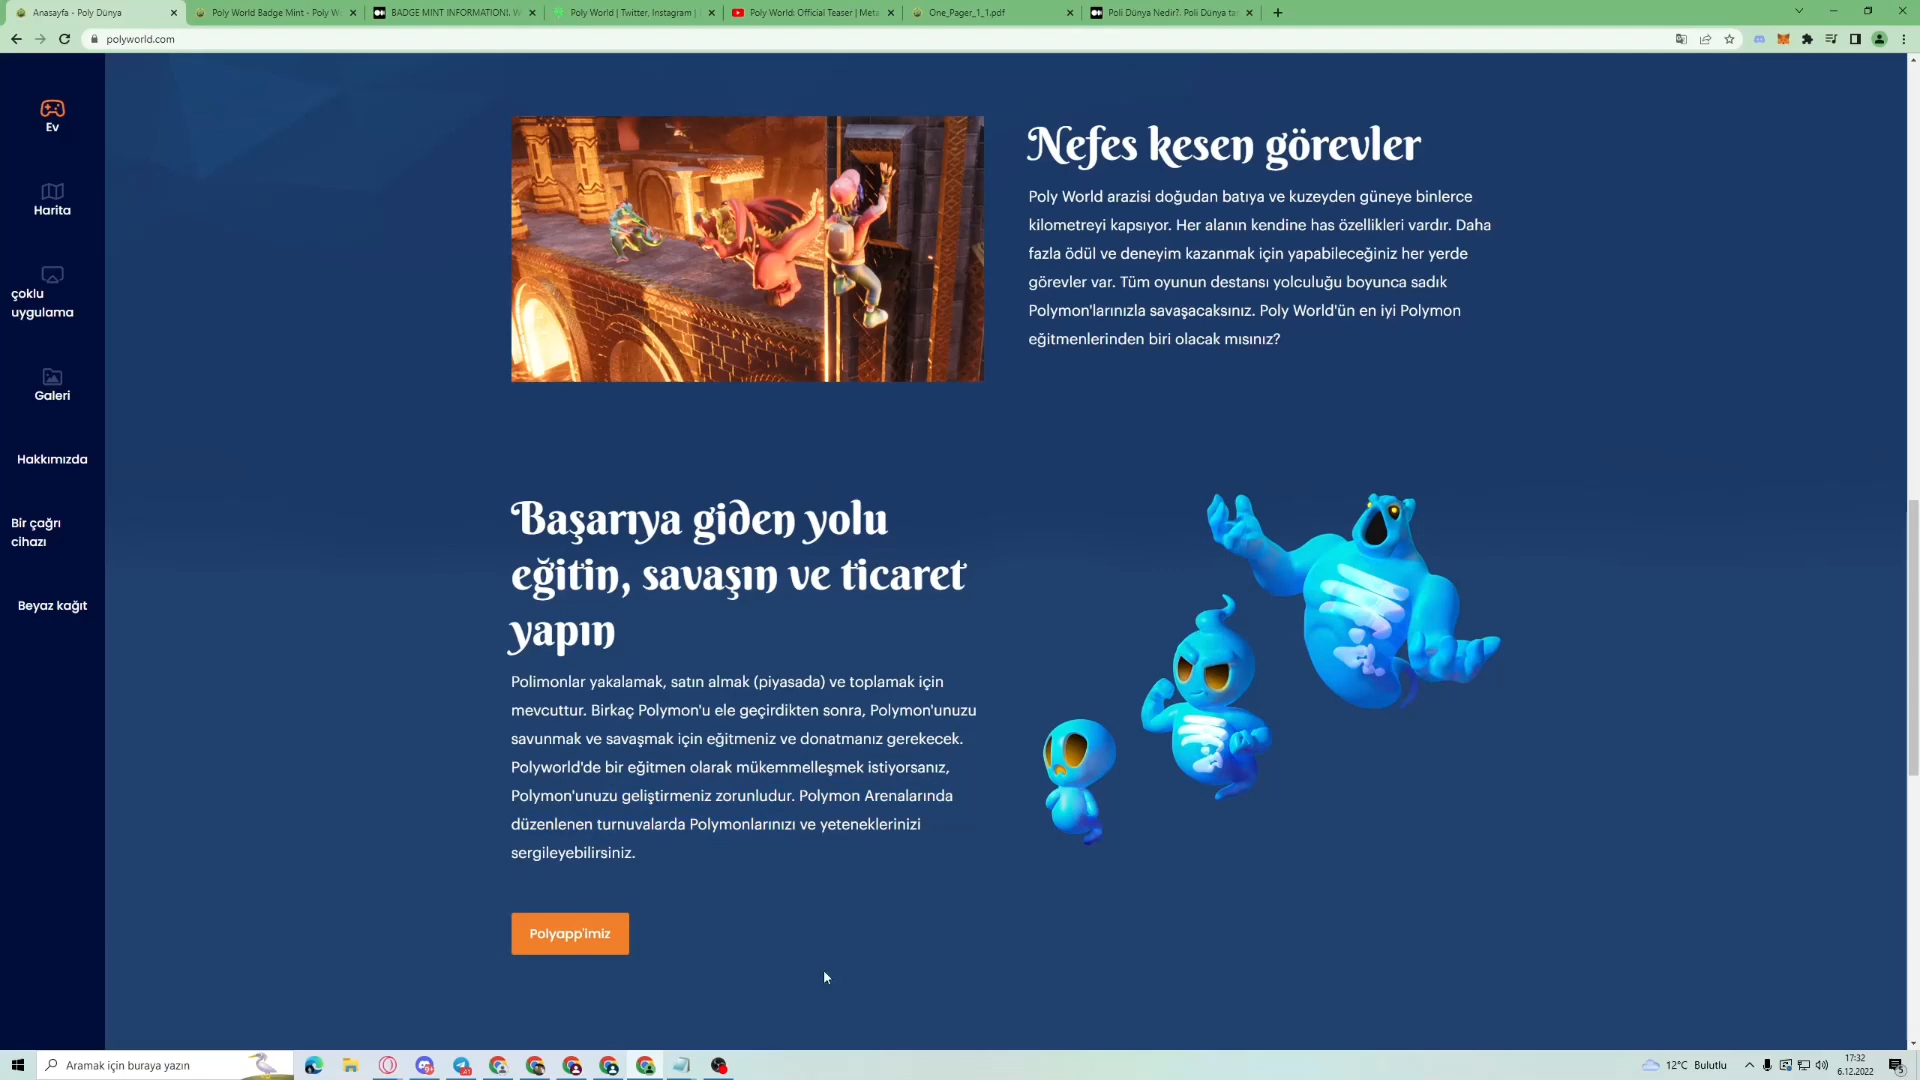 Anasayfa - Poly Dünya
Poly World Badge Mint - Poly W
BADGE MINT INFORMATION!. W
Poly World | Twitter, Instagram |
Poly World: Official Teaser | Meta
One_Pager_1_1.pdf
Poli Dünya Nedir?. Poli Dünya ta
polyworld.com
Ev
Harita
çoklu
uygulama
Galeri
Hakkımızda
Bir çağrı
cihazı
Beyaz kağıt
Nefes kesen görevler
Poly World arazisi doğudan batıya ve kuzeyden güneye binlerce
kilometreyi kapsıyor. Her alanın kendine has özellikleri vardır. Daha
fazla ödül ve deneyim kazanmak için yapabileceğiniz her yerde
görevler var. Tüm oyunun destansı yolculuğu boyunca sadık
Polymon'larınızla savaşacaksınız. Poly World'ün en iyi Polymon
eğitmenlerinden biri olacak mısınız?
Başarıya giden yolu
eğitin, savaşın ve ticaret
yapın
Polimonlar yakalamak, satın almak (piyasada) ve toplamak için
mevcuttur. Birkaç Polymon'u ele geçirdikten sonra, Polymon'unuzu
savunmak ve savaşmak için eğitmeniz ve donatmanız gerekecek.
Polyworld'de bir eğitmen olarak mükemmelleşmek istiyorsanız,
Polymon'unuzu geliştirmeniz zorunludur. Polymon Arenalarında
düzenlenen turnuvalarda Polymonlarınızı ve yeteneklerinizi
sergileyebilirsiniz.
Polyapp'imiz
Aramak için buraya yazın
12°C Bulutlu
17:32
6.12.2022